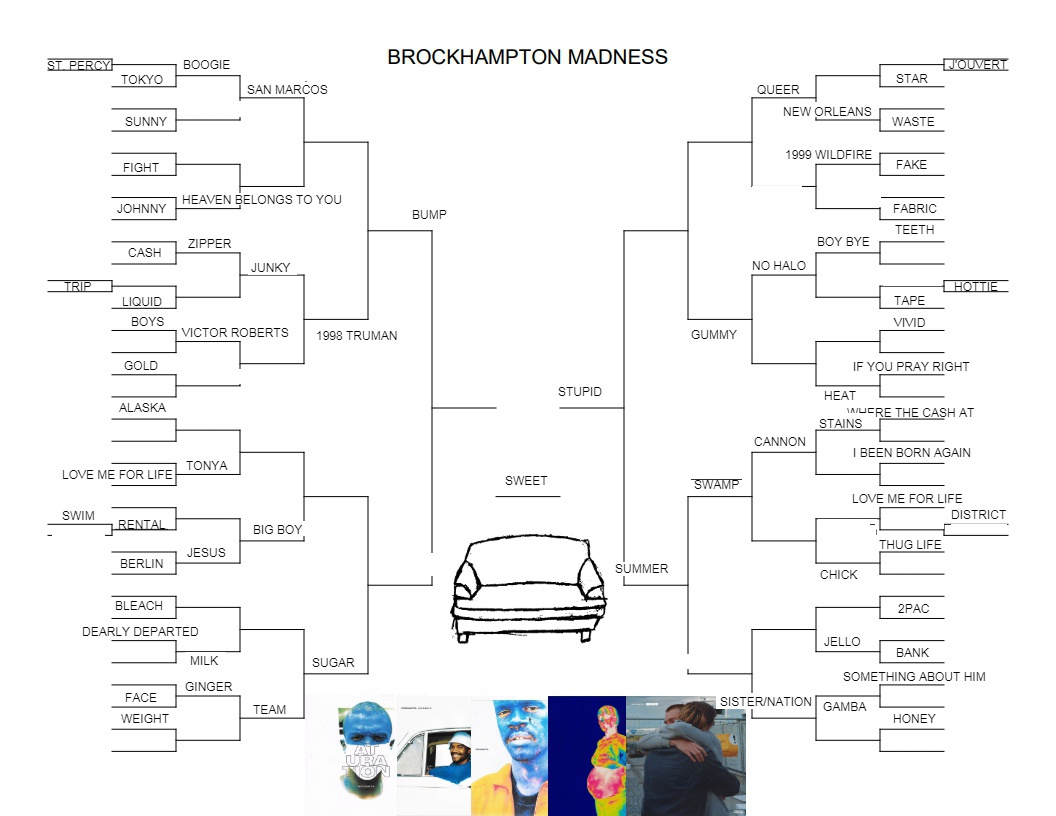 BROCKHAMPTON MADNESS
ST. PERCY
BOOGIE
TOKYO
SAN MARCOS
SUNNY
FIGHT
HEAVEN BELONGS TO YOU
JOHNNY
BUMP
CASH
ZIPPER
JUNKY
TRIP
LIQUID
BOYS
VICTOR ROBERTS
1998 TRUMAN
GOLD
ALASKA
TONYA
LOVE ME FOR LIFE
SWIM
RENTAL
BIG BOY
JESUS
BERLIN
BLEACH
DEARLY DEPARTED
MILK
SUGAR
GINGER
FACE
TEAM
WEIGHT
STUPID
SWEET
J'OUVERT
STAR
QUEER
NEW ORLEANS
WASTE
1999 WILDFIRE
FAKE
FABRIC
TEETH
BOY BYE
NO HALO
HOTTIE
TAPE
VIVID
GUMMY
IF YOU PRAY RIGHT
HEAT
WHERE THE CASH AT
STAINS
CANNON
I BEEN BORN AGAIN
SWAMP
LOVE ME FOR LIFE
DISTRICT
THUG LIFE
SUMMER
CHICK
2PAC
JELLO
BANK
SOMETHING ABOUT HIM
SISTER/NATION
GAMBA
HONEY
AT
URA
TION